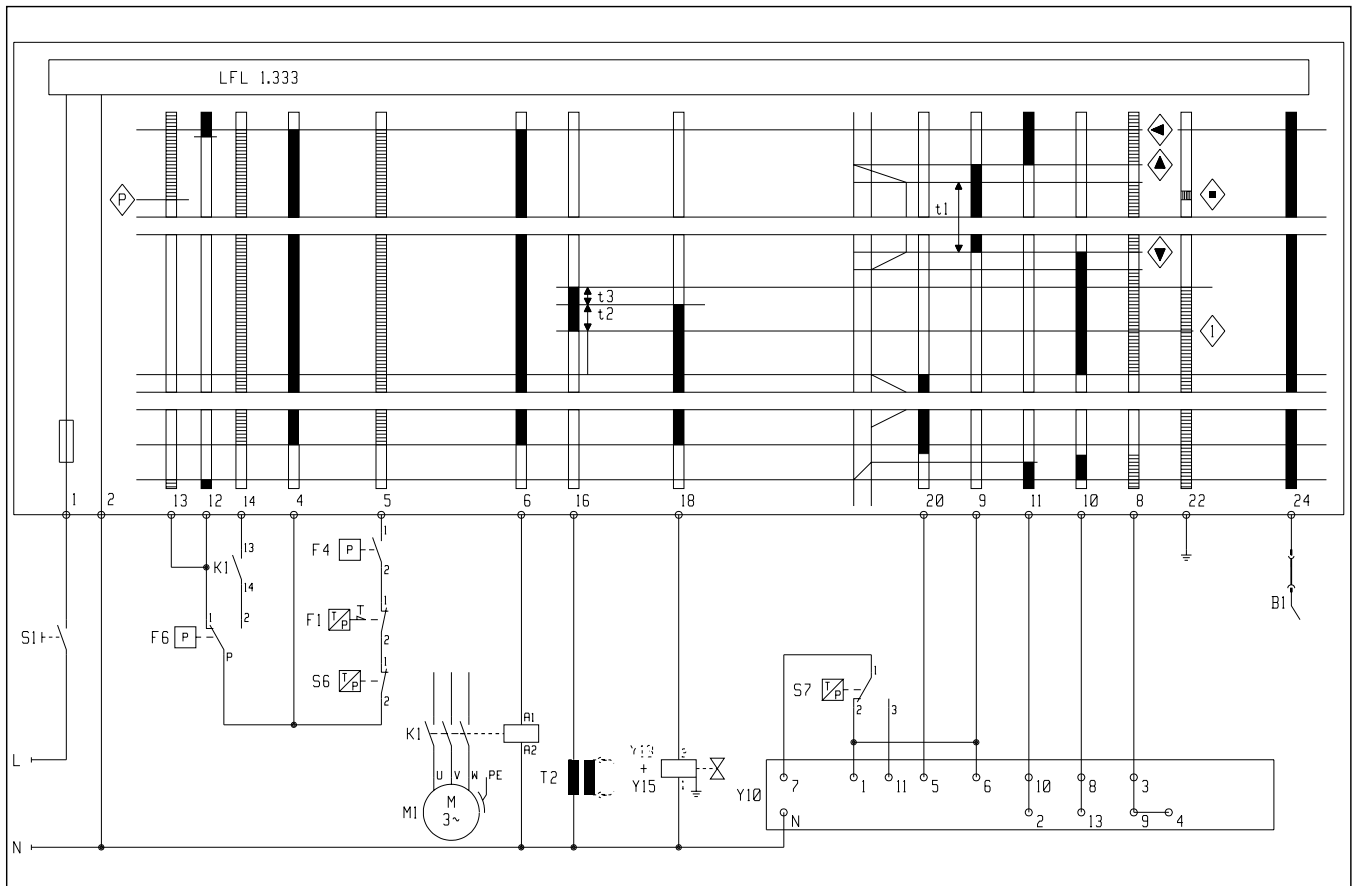 LFL 1.333
P
t1
t3
t2
1
1 2 13 12 14 4 5 6 16 18 20 9 11 10 8 22 24
1
F4 P
2
13
K1
14
1
F1 T/P T
2
B1
1 2
S1 F6 P
P
1
S6 T/P
2
1
S7 T/P
2 3
A1
K1
A2
L
U V W PE
T2
Y13
+
Y15
M1 M
3~
Y10
7 1 11 5 6 10 8 3
N 2 13 9 4
N